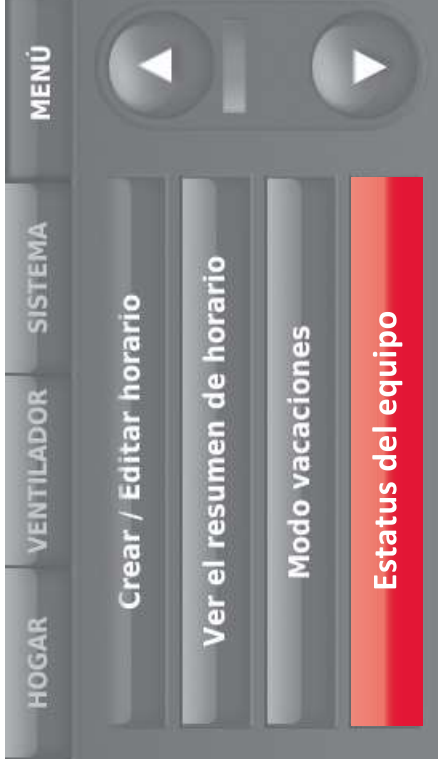 HOGAR
VENTILADOR
SISTEMA
MENÚ
Crear / Editar horario
Ver el resumen de horario
Modo vacaciones
Estatus del equipo